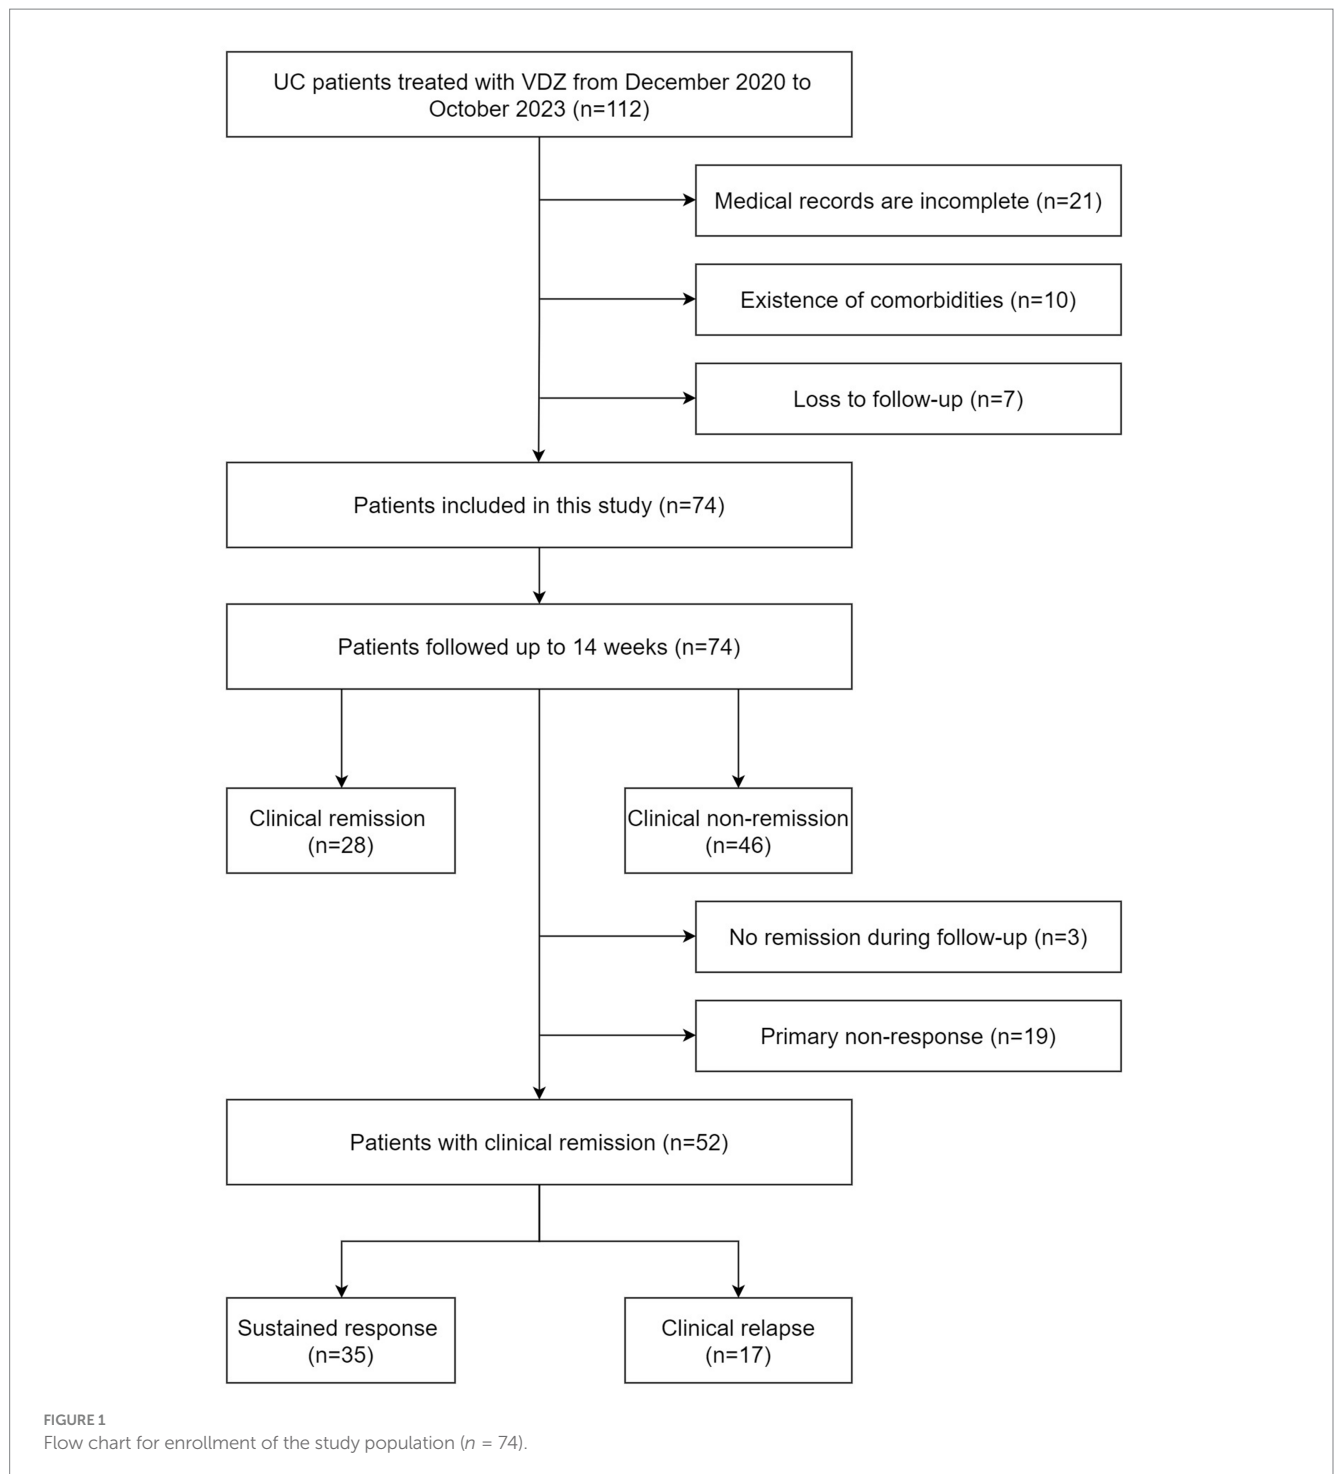 UC patients treated with VDZ from December 2020 to
October 2023 (n=112)
Medical records are incomplete (n=21)
Existence of comorbidities (n=10)
Loss to follow-up (n=7)
Patients included in this study (n=74)
Patients followed up to 14 weeks (n=74)
Clinical remission
(n=28)
Clinical non-remission
(n=46)
No remission during follow-up (n=3)
Primary non-response (n=19)
Patients with clinical remission (n=52)
Sustained response
(n=35)
Clinical relapse
(n=17)
FIGURE 1
Flow chart for enrollment of the study population (n = 74).